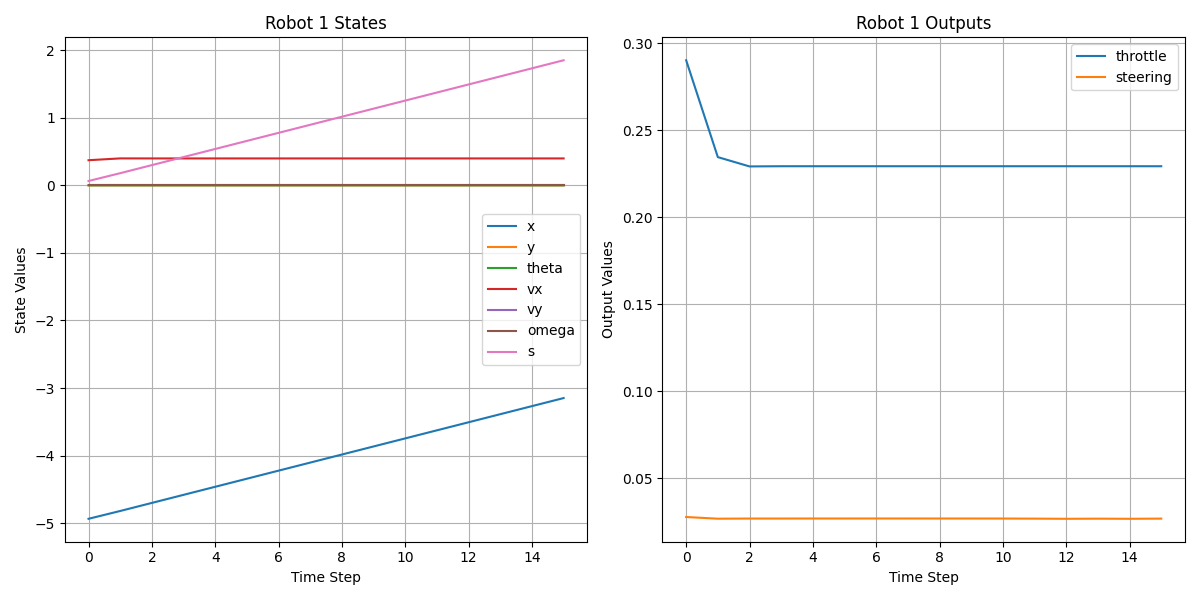 Robot 1 States
2
1
0
−1
−2
−3
−4
−5
State Values
x
y
theta
vx
vy
omega
s
0 2 4 6 8 10 12 14
Time Step
Robot 1 Outputs
0.30
0.25
0.20
0.15
0.10
0.05
Output Values
throttle
steering
0 2 4 6 8 10 12 14
Time Step